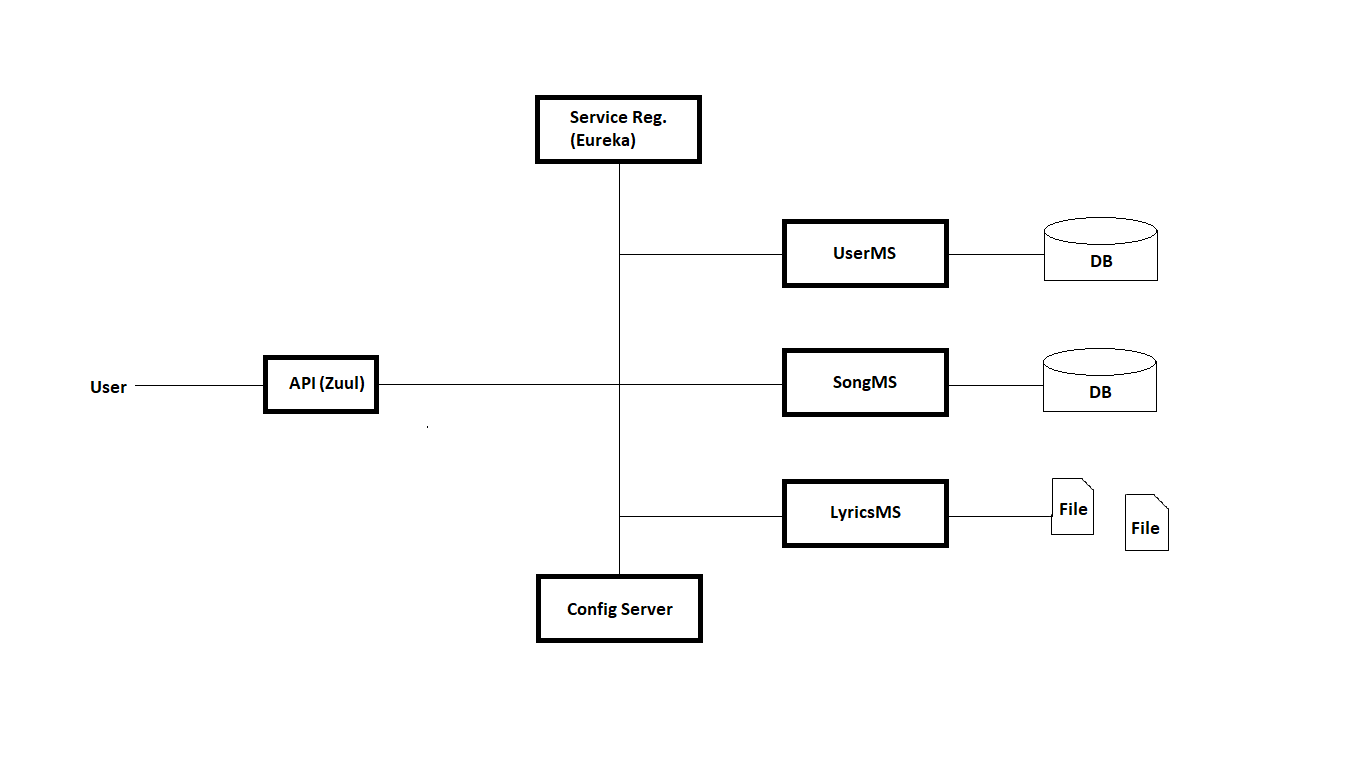 Service Reg.
(Eureka)
UserMS
DB
User
API (Zuul)
SongMS
DB
LyricsMS
File
File
Config Server